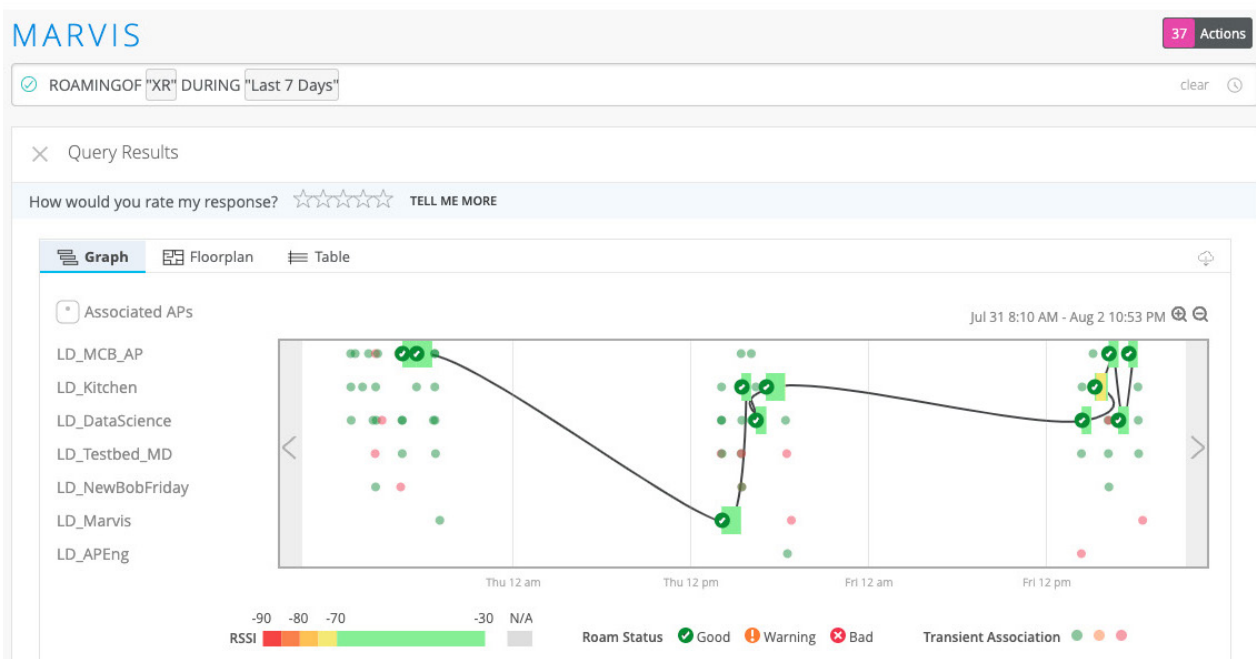 MARVIS
37 Actions
ROAMINGOF "XR" DURING "Last 7 Days" clear
Query Results
How would you rate my response? TELL ME MORE
Graph Floorplan Table
Associated APs
Jul 31 8:10 AM - Aug 2 10:53 PM
LD_MCB_AP
LD_Kitchen
LD_DataScience
LD_Testbed_MD
LD_NewBobFriday
LD_Marvis
LD_APEng
Thu 12 am Thu 12 pm Fri 12 am Fri 12 pm
-90 -80 -70 -30 N/A
RSSI Roam Status Good Warning Bad Transient Association